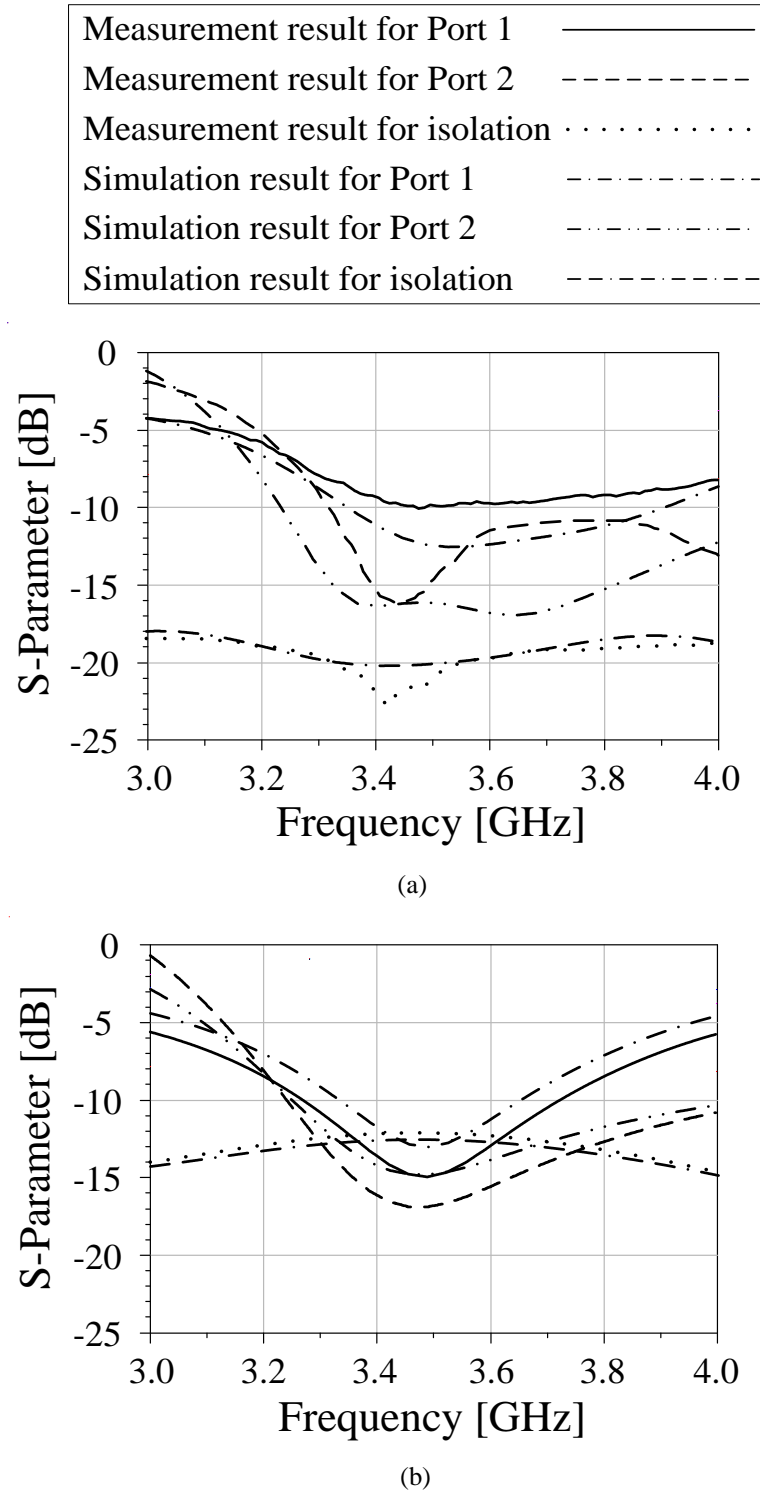 Measurement result for Port 1
Measurement result for Port 2
Measurement result for isolation
Simulation result for Port 1
Simulation result for Port 2
Simulation result for isolation
0
-5
-10
-15
-20
-25
S-Parameter [dB]
3.0 3.2 3.4 3.6 3.8 4.0
Frequency [GHz]
(a)
0
-5
-10
-15
-20
-25
S-Parameter [dB]
3.0 3.2 3.4 3.6 3.8 4.0
Frequency [GHz]
(b)